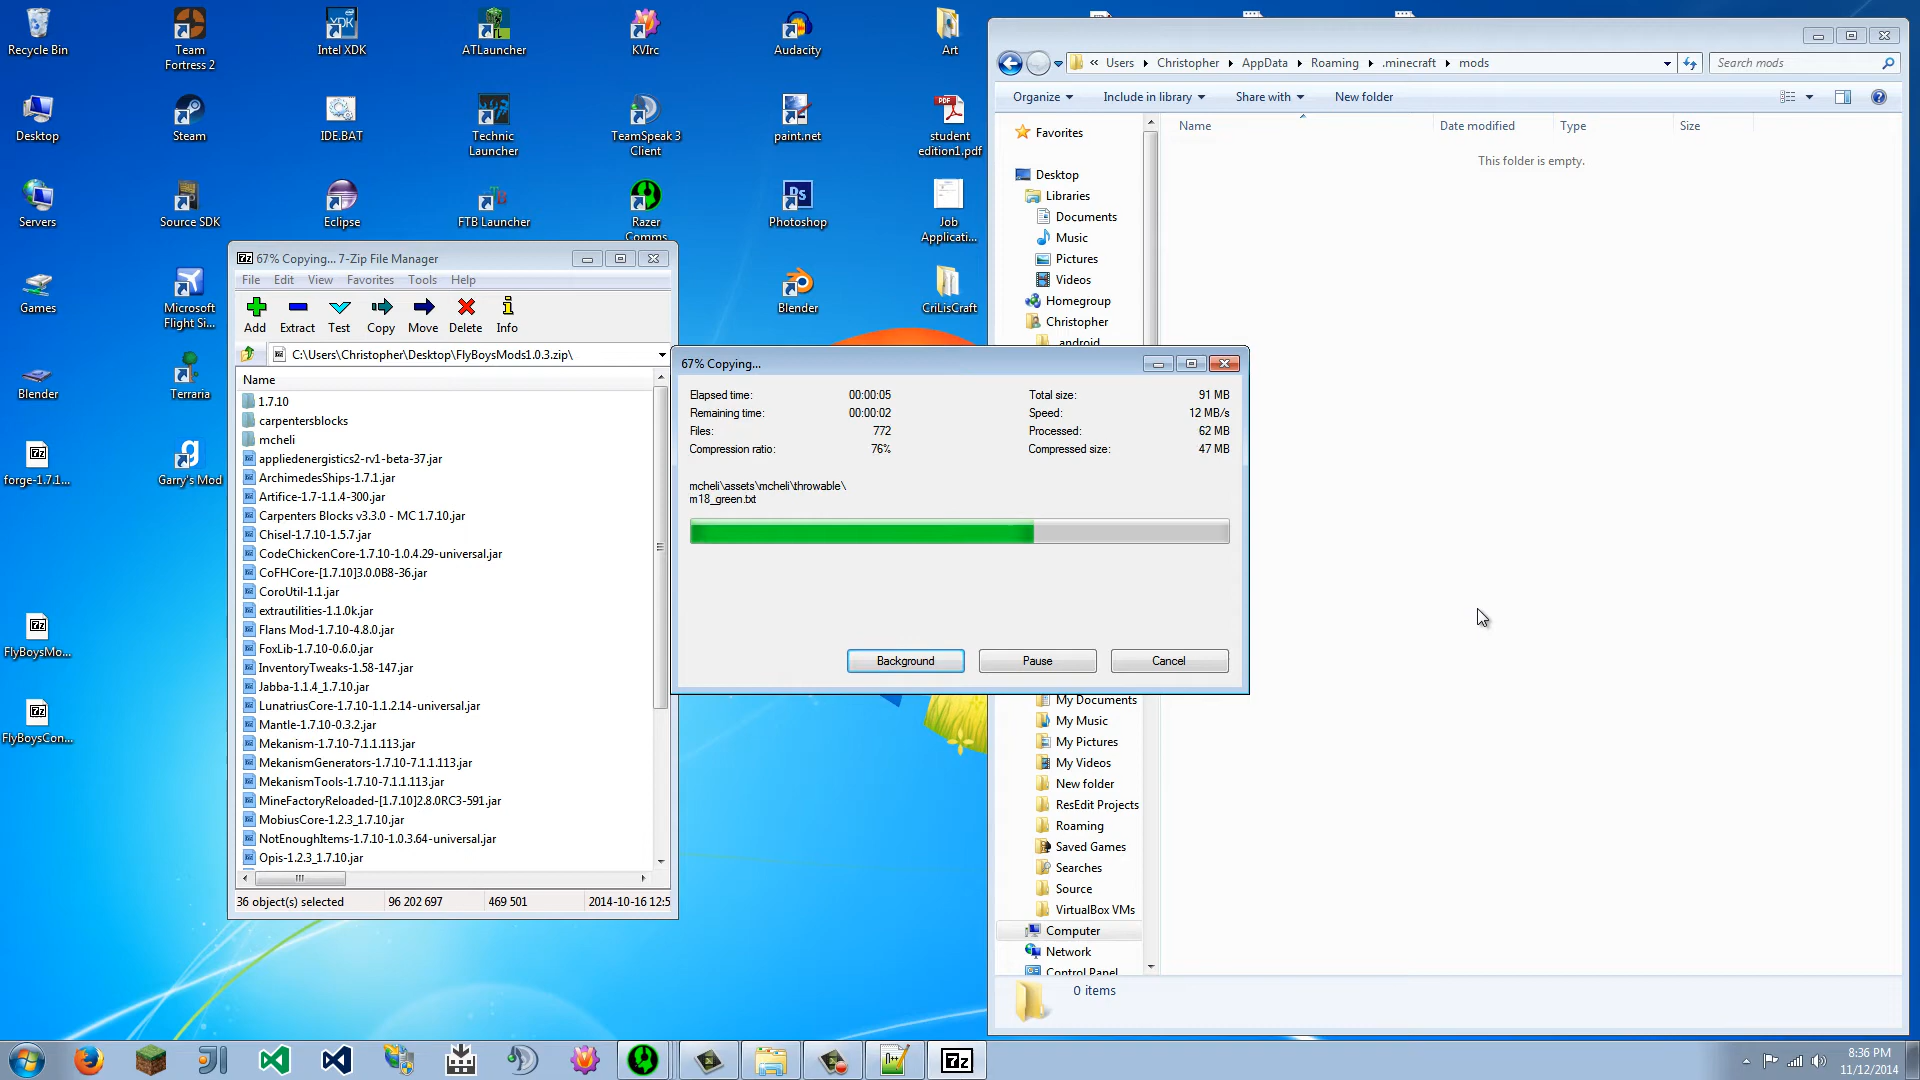 Recycle Bin
Team
Fortress 2
Intel XDK
ATLauncher
KVIrc
Audacity
Art
Desktop
Steam
IDE.BAT
Technic
Launcher
TeamSpeak 3
Client
paint.net
student
edition1.pdf
Servers
Source SDK
Eclipse
FTB Launcher
Razer
Comms
Photoshop
Job
Applicati...
Games
Microsoft
Flight Si...
Blender
CriLisCraft
Blender
Terraria
forge-1.7.1...
Garry's Mod
FlyBoysMo...
FlyBoysCon...
67% Copying... 7-Zip File Manager
File Edit View Favorites Tools Help
Add Extract Test Copy Move Delete Info
C:\Users\Christopher\Desktop\FlyBoysMods1.0.3.zip\
Name
1.7.10
carpentersblocks
mcheli
appliedenergistics2-rv1-beta-37.jar
ArchimedesShips-1.7.1.jar
Artifice-1.7-1.1.4-300.jar
Carpenters Blocks v3.3.0 - MC 1.7.10.jar
Chisel-1.7.10-1.5.7.jar
CodeChickenCore-1.7.10-1.0.4.29-universal.jar
CoFHCore-[1.7.10]3.0.0B8-36.jar
CoroUtil-1.1.jar
extrautilities-1.1.0k.jar
Flans Mod-1.7.10-4.8.0.jar
FoxLib-1.7.10-0.6.0.jar
InventoryTweaks-1.58-147.jar
Jabba-1.1.4_1.7.10.jar
LunatriusCore-1.7.10-1.1.2.14-universal.jar
Mantle-1.7.10-0.3.2.jar
Mekanism-1.7.10-7.1.1.113.jar
MekanismGenerators-1.7.10-7.1.1.113.jar
MekanismTools-1.7.10-7.1.1.113.jar
MineFactoryReloaded-[1.7.10]2.8.0RC3-591.jar
MobiusCore-1.2.3_1.7.10.jar
NotEnoughItems-1.7.10-1.0.3.64-universal.jar
Opis-1.2.3_1.7.10.jar
36 object(s) selected 96 202 697 469 501 2014-10-16 12:5
67% Copying...
Elapsed time: 00:00:05 Total size: 91 MB
Remaining time: 00:00:02 Speed: 12 MB/s
Files: 772 Processed: 62 MB
Compression ratio: 76% Compressed size: 47 MB
mcheli\assets\mcheli\throwable\
m18_green.txt
Background Pause Cancel
« Users Christopher AppData Roaming .minecraft mods
Search mods
Organize Include in library Share with New folder
Name Date modified Type Size
This folder is empty.
Favorites
Desktop
Libraries
Documents
Music
Pictures
Videos
Homegroup
Christopher
.android
My Documents
My Music
My Pictures
My Videos
New folder
ResEdit Projects
Roaming
Saved Games
Searches
Source
VirtualBox VMs
Computer
Network
Control Panel
0 items
8:36 PM
11/12/2014